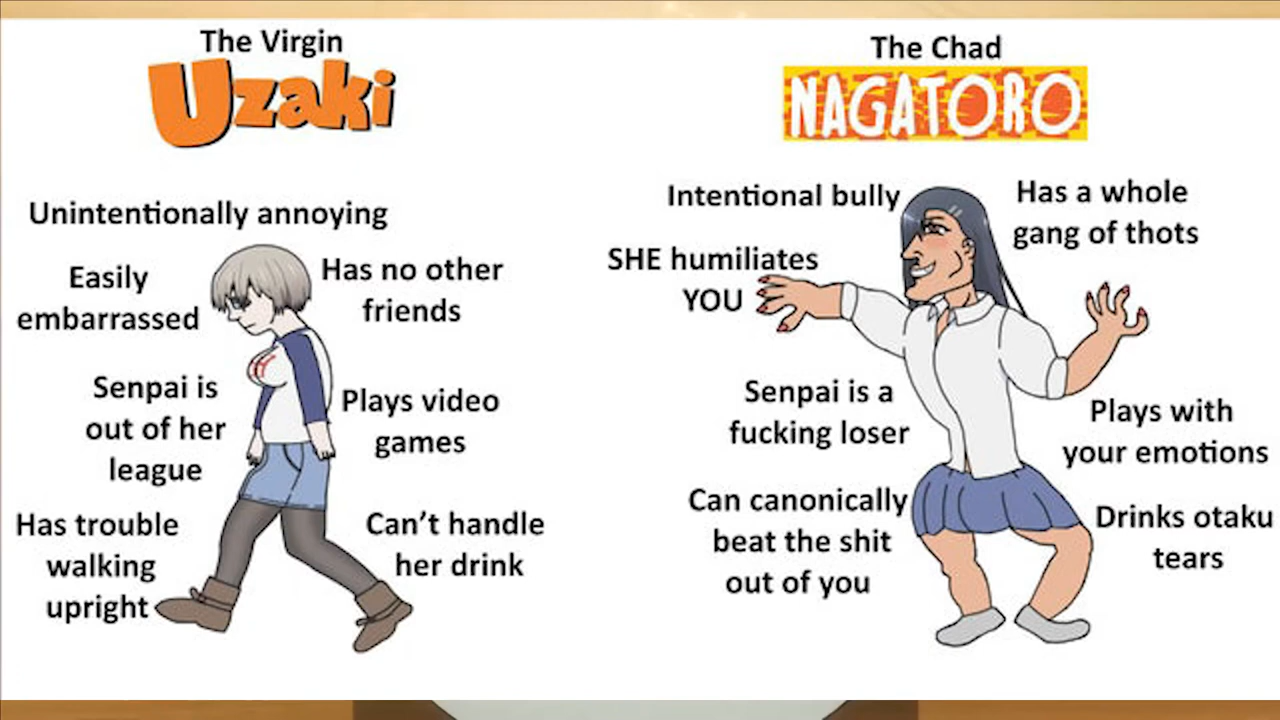 The Virgin
Uzaki
Unintentionally annoying
Easily
embarrassed
Has no other
friends
Senpai is
out of her
league
Plays video
games
Has trouble
walking
upright
Can't handle
her drink
The Chad
NAGATORO
Intentional bully
Has a whole
gang of thots
SHE humiliates
YOU
Senpai is a
fucking loser
Plays with
your emotions
Can canonically
beat the shit
out of you
Drinks otaku
tears